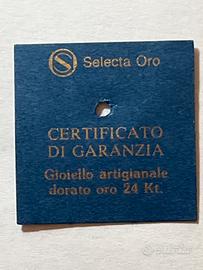 Selecta Oro
CERTIFICATO
DI GARANZIA
Gioiello artigianale
dorato oro 24 Kt.